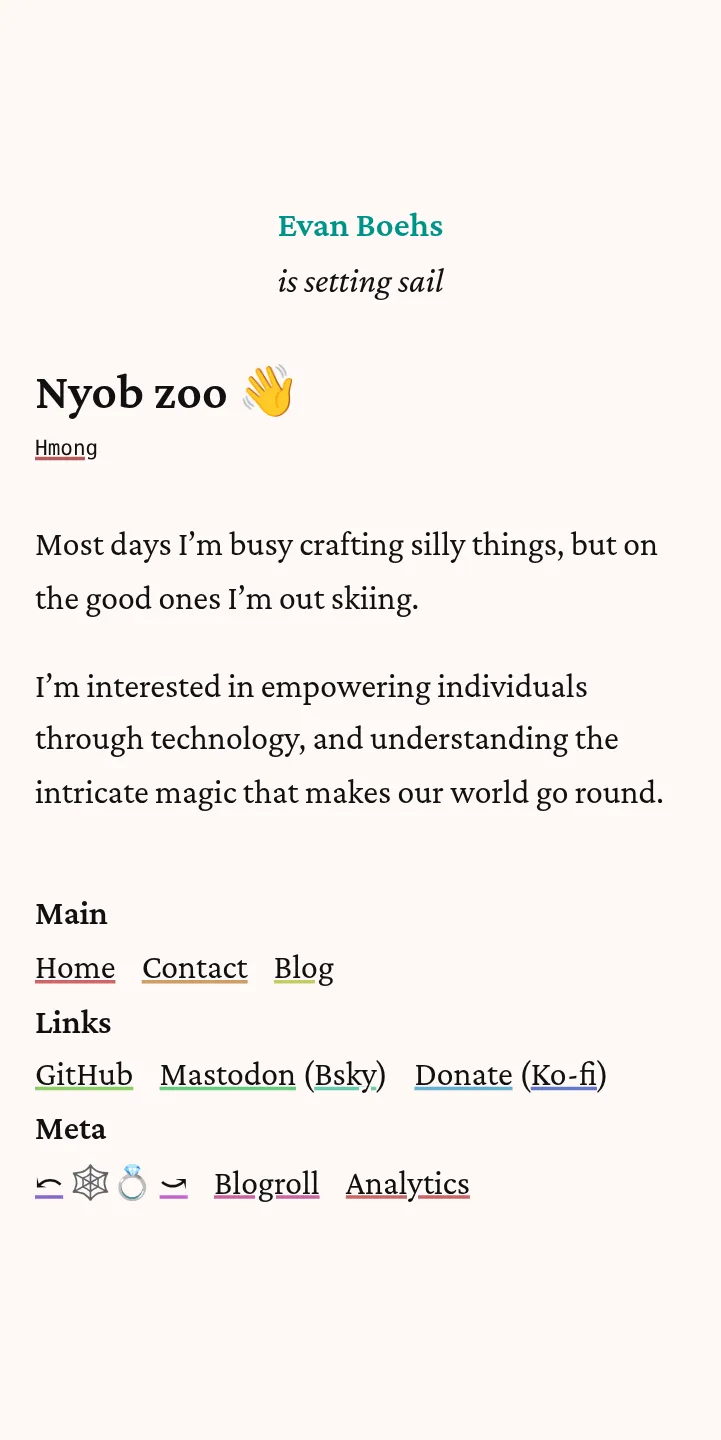 Evan Boehs
is setting sail
Nyob zoo 👋
Hmong
Most days I’m busy crafting silly things, but on
the good ones I’m out skiing.
I’m interested in empowering individuals
through technology, and understanding the
intricate magic that makes our world go round.
Main
Home Contact Blog
Links
GitHub Mastodon (Bsky) Donate (Ko-fi)
Meta
⤺ 🕸️ 💍 ⤻ Blogroll Analytics